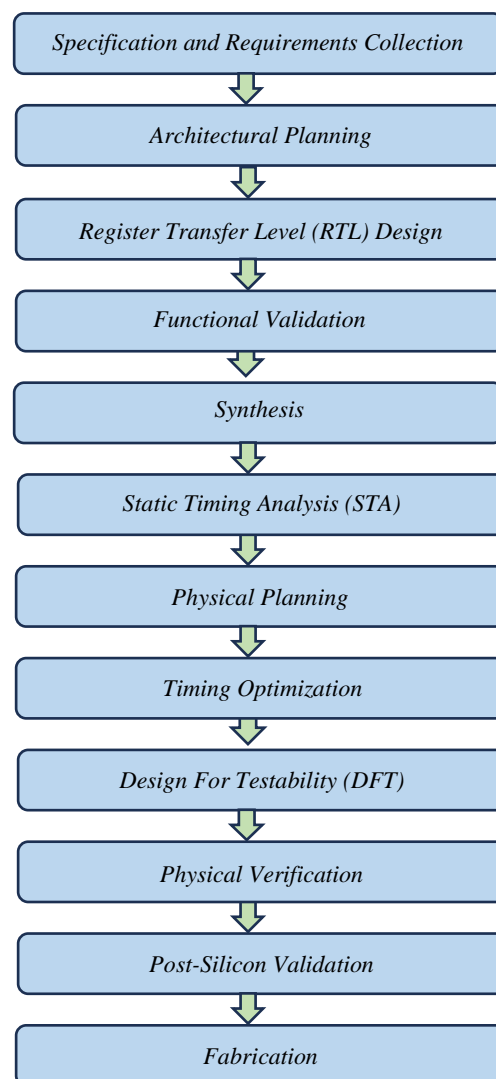 Specification and Requirements Collection
Architectural Planning
Register Transfer Level (RTL) Design
Functional Validation
Synthesis
Static Timing Analysis (STA)
Physical Planning
Timing Optimization
Design For Testability (DFT)
Physical Verification
Post-Silicon Validation
Fabrication